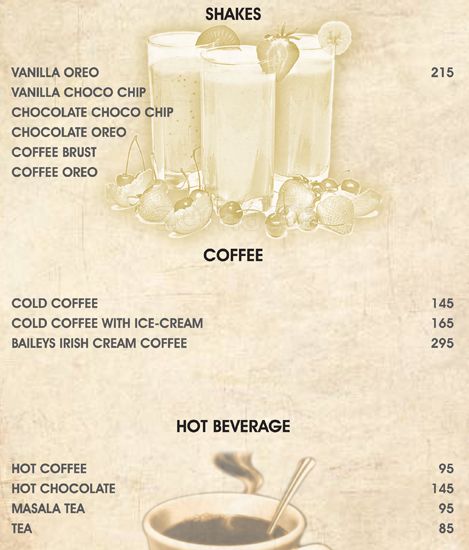 SHAKES
VANILLA OREO 215
VANILLA CHOCO CHIP
CHOCOLATE CHOCO CHIP
CHOCOLATE OREO
COFFEE BRUST
COFFEE OREO
COFFEE
COLD COFFEE 145
COLD COFFEE WITH ICE-CREAM 165
BAILEYS IRISH CREAM COFFEE 295
HOT BEVERAGE
HOT COFFEE 95
HOT CHOCOLATE 145
MASALA TEA 95
TEA 85